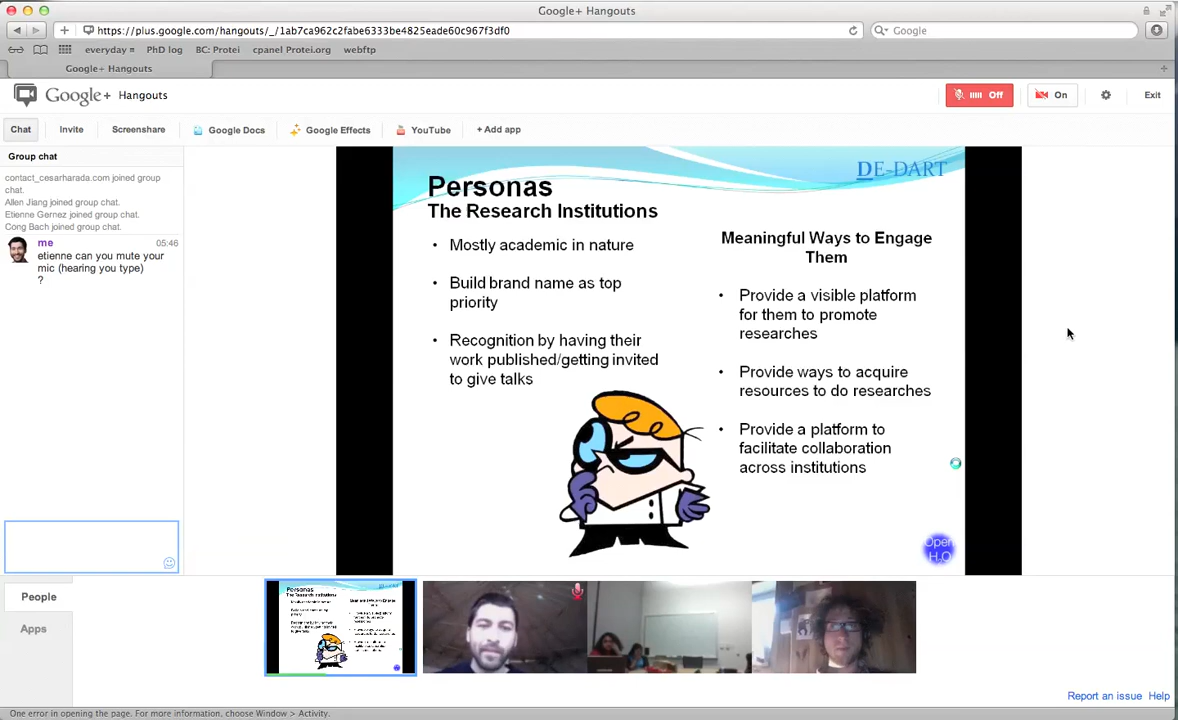 Google+ Hangouts
https://plus.google.com/hangouts/_/1ab7ca962c2fabe6333be4825eade60c967f3df0
Google
everyday
PhD log
BC: Protei
cpanel Protei.org
webftp
Google+ Hangouts
Google+ Hangouts
Off
On
Exit
Chat
Invite
Screenshare
Google Docs
Google Effects
YouTube
+ Add app
Group chat
contact_cesarharada.com joined group
chat.
Allen Jiang joined group chat.
Etienne Gernez joined group chat.
Cong Bach joined group chat.
me
05:46
etienne can you mute your
mic (hearing you type)
?
DE-DART
Personas
The Research Institutions
• Mostly academic in nature
• Build brand name as top
priority
• Recognition by having their
work published/getting invited
to give talks
Meaningful Ways to Engage
Them
• Provide a visible platform
for them to promote
researches
• Provide ways to acquire
resources to do researches
• Provide a platform to
facilitate collaboration
across institutions
Open
H2O
People
Apps
Personas
The Research Institutions
Report an issue
Help
One error in opening the page. For more information, choose Window > Activity.